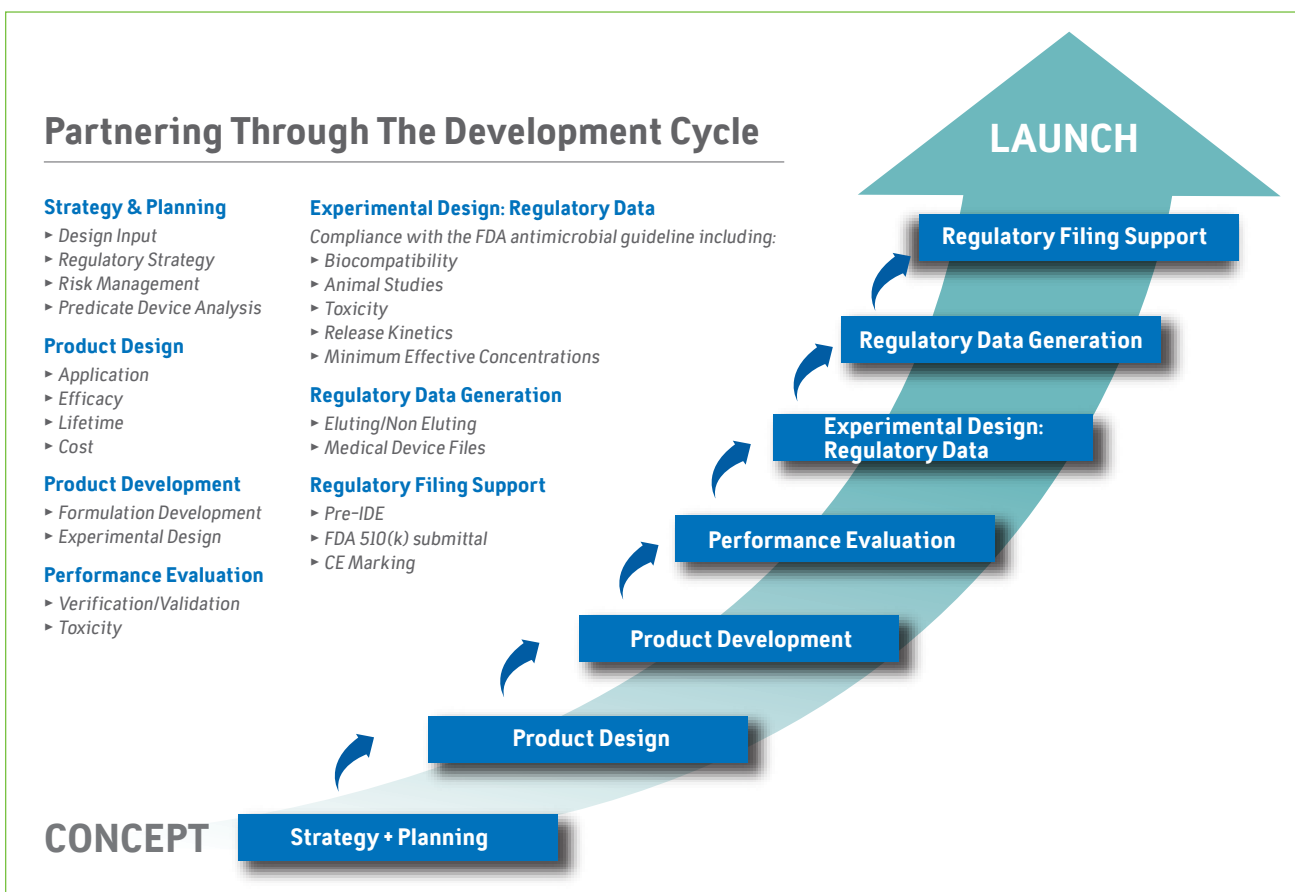 Partnering Through The Development Cycle
Strategy & Planning
► Design Input
► Regulatory Strategy
► Risk Management
► Predicate Device Analysis
Product Design
► Application
► Efficacy
► Lifetime
► Cost
Product Development
► Formulation Development
► Experimental Design
Performance Evaluation
► Verification/Validation
► Toxicity
Experimental Design: Regulatory Data
Compliance with the FDA antimicrobial guideline including:
► Biocompatibility
► Animal Studies
► Toxicity
► Release Kinetics
► Minimum Effective Concentrations
Regulatory Data Generation
► Eluting/Non Eluting
► Medical Device Files
Regulatory Filing Support
► Pre-IDE
► FDA 510(k) submittal
► CE Marking
LAUNCH
Regulatory Filing Support
Regulatory Data Generation
Experimental Design:
Regulatory Data
Performance Evaluation
Product Development
Product Design
Strategy + Planning
CONCEPT